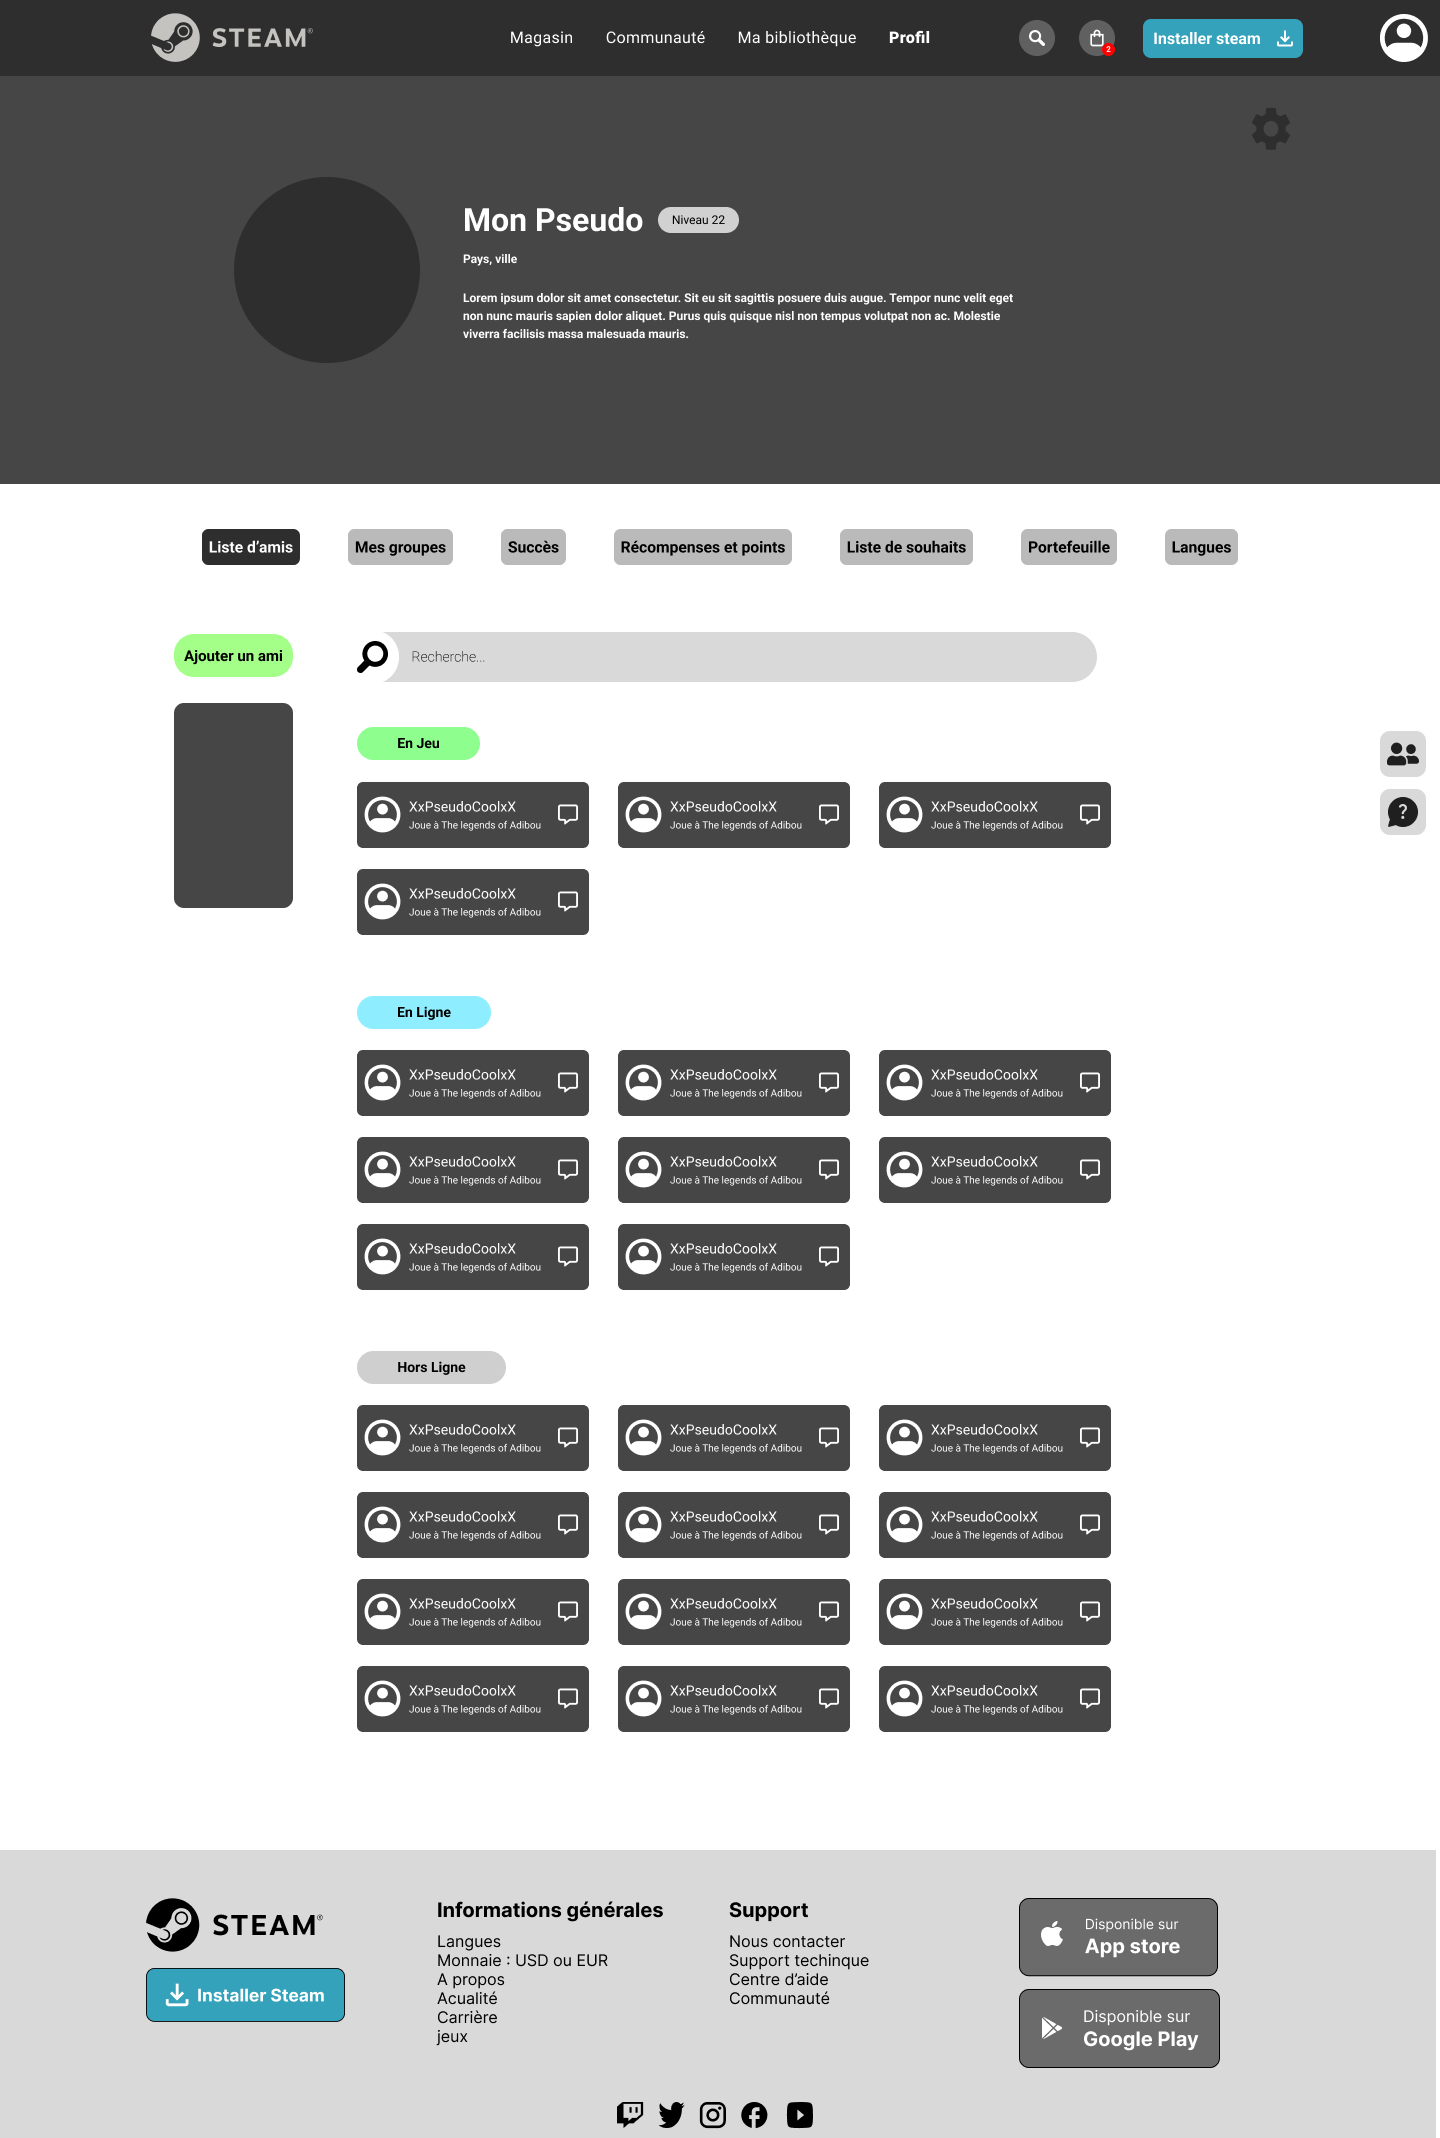 STEAM®
Magasin
Communauté
Ma bibliothèque
Profil
2
Installer steam
Mon Pseudo
Niveau 22
Pays, ville
Lorem ipsum dolor sit amet consectetur. Sit eu sit sagittis posuere duis augue. Tempor nunc velit eget
non nunc mauris sapien dolor aliquet. Purus quis quisque nisl non tempus volutpat non ac. Molestie
viverra facilisis massa malesuada mauris.
Liste d’amis
Mes groupes
Succès
Récompenses et points
Liste de souhaits
Portefeuille
Langues
Ajouter un ami
Recherche...
En Jeu
XxPseudoCoolxX
Joue à The legends of Adibou
XxPseudoCoolxX
Joue à The legends of Adibou
XxPseudoCoolxX
Joue à The legends of Adibou
XxPseudoCoolxX
Joue à The legends of Adibou
En Ligne
XxPseudoCoolxX
Joue à The legends of Adibou
XxPseudoCoolxX
Joue à The legends of Adibou
XxPseudoCoolxX
Joue à The legends of Adibou
XxPseudoCoolxX
Joue à The legends of Adibou
XxPseudoCoolxX
Joue à The legends of Adibou
XxPseudoCoolxX
Joue à The legends of Adibou
XxPseudoCoolxX
Joue à The legends of Adibou
XxPseudoCoolxX
Joue à The legends of Adibou
Hors Ligne
XxPseudoCoolxX
Joue à The legends of Adibou
XxPseudoCoolxX
Joue à The legends of Adibou
XxPseudoCoolxX
Joue à The legends of Adibou
XxPseudoCoolxX
Joue à The legends of Adibou
XxPseudoCoolxX
Joue à The legends of Adibou
XxPseudoCoolxX
Joue à The legends of Adibou
XxPseudoCoolxX
Joue à The legends of Adibou
XxPseudoCoolxX
Joue à The legends of Adibou
XxPseudoCoolxX
Joue à The legends of Adibou
XxPseudoCoolxX
Joue à The legends of Adibou
XxPseudoCoolxX
Joue à The legends of Adibou
XxPseudoCoolxX
Joue à The legends of Adibou
STEAM®
Installer Steam
Informations générales
Langues
Monnaie : USD ou EUR
A propos
Acualité
Carrière
jeux
Support
Nous contacter
Support techinque
Centre d’aide
Communauté
Disponible sur
App store
Disponible sur
Google Play